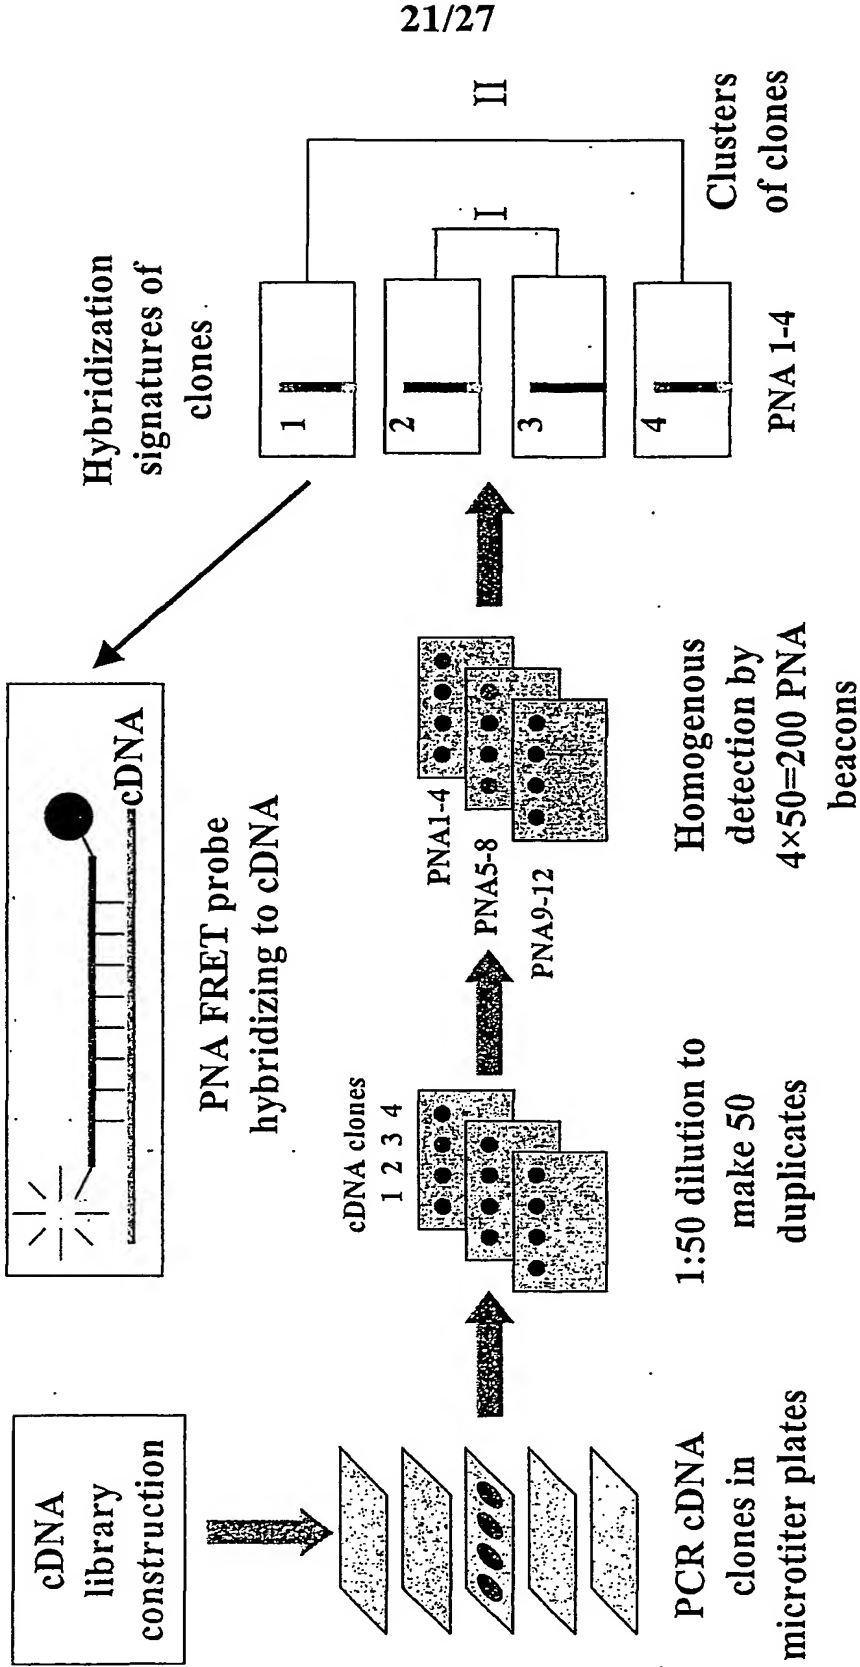 21/27
cDNA
library
construction
PCR cDNA
clones in
microtiter plates
cDNA clones
1 2 3 4
1:50 dilution to
make 50
duplicates
PNA1-4
PNA5-8
PNA9-12
Homogenous
detection by
4×50=200 PNA
beacons
cDNA
PNA FRET probe
hybridizing to cDNA
Hybridization
signatures of
clones
1
2
3
4
PNA 1-4
I
II
Clusters
of clones